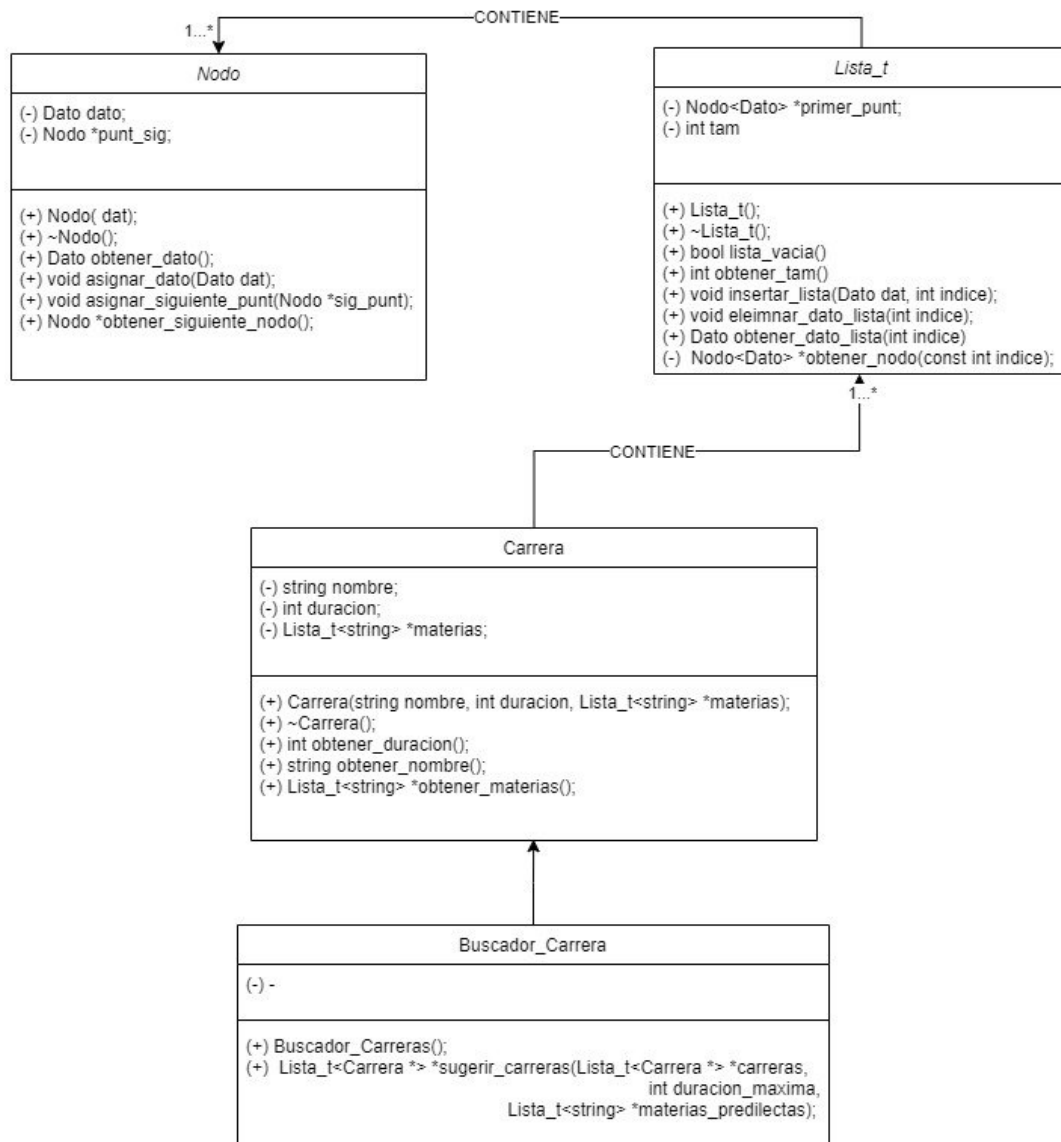 CONTIENE
1...*
Nodo
(-) Dato dato;
(-) Nodo *punt_sig;
(+) Nodo( dat);
(+) ~Nodo();
(+) Dato obtener_dato();
(+) void asignar_dato(Dato dat);
(+) void asignar_siguiente_punt(Nodo *sig_punt);
(+) Nodo *obtener_siguiente_nodo();
Lista_t
(-) Nodo<Dato> *primer_punt;
(-) int tam
(+) Lista_t();
(+) ~Lista_t();
(+) bool lista_vacia()
(+) int obtener_tam()
(+) void insertar_lista(Dato dat, int indice);
(+) void eleimnar_dato_lista(int indice);
(+) Dato obtener_dato_lista(int indice)
(-) Nodo<Dato> *obtener_nodo(const int indice);
1...*
CONTIENE
Carrera
(-) string nombre;
(-) int duracion;
(-) Lista_t<string> *materias;
(+) Carrera(string nombre, int duracion, Lista_t<string> *materias);
(+) ~Carrera();
(+) int obtener_duracion();
(+) string obtener_nombre();
(+) Lista_t<string> *obtener_materias();
Buscador_Carrera
(-) -
(+) Buscador_Carreras();
(+) Lista_t<Carrera *> *sugerir_carreras(Lista_t<Carrera *> *carreras,
int duracion_maxima,
Lista_t<string> *materias_predilectas);